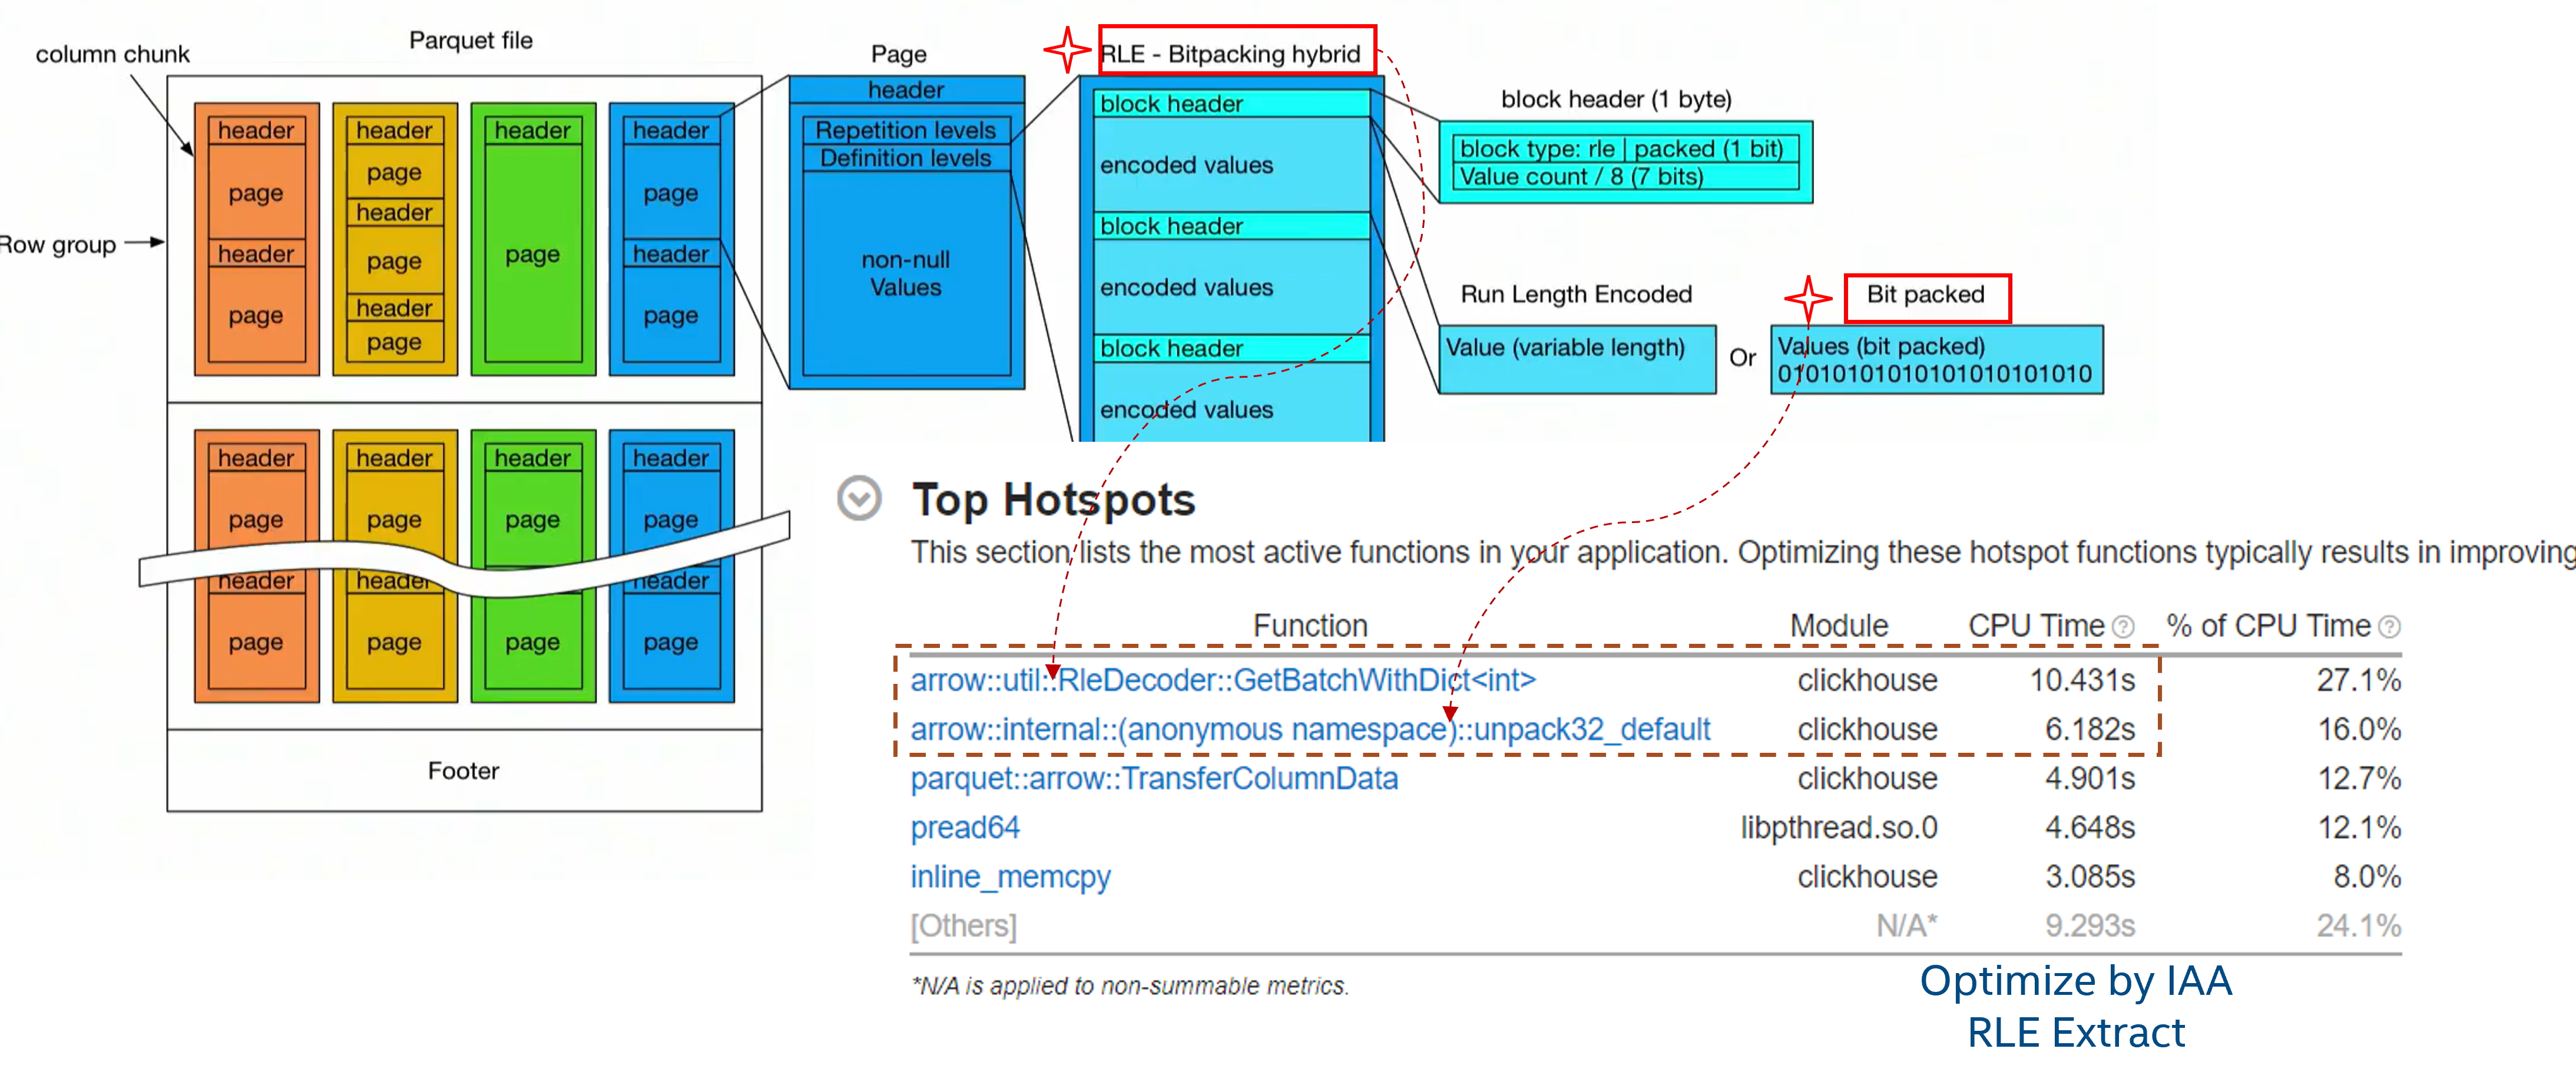 column chunk
Parquet file
Row group
header
page
header
page
header
page
header
page
header
page
header
page
header
page
header
page
header
page
header
page
header
page
header
page
header
page
header
page
header
page
header
page
Footer
Page
header
Repetition levels
Definition levels
non-null
Values
RLE - Bitpacking hybrid
block header
encoded values
block header
encoded values
block header
encoded values
block header (1 byte)
block type: rle | packed (1 bit)
Value count / 8 (7 bits)
Run Length Encoded
Value (variable length)
Or
Bit packed
Values (bit packed)
0101010101010101010101010
Top Hotspots
This section lists the most active functions in your application. Optimizing these hotspot functions typically results in improving
Function Module CPU Time % of CPU Time
arrow::util::RleDecoder::GetBatchWithDict<int> clickhouse 10.431s 27.1%
arrow::internal::(anonymous namespace)::unpack32_default clickhouse 6.182s 16.0%
parquet::arrow::TransferColumnData clickhouse 4.901s 12.7%
pread64 libpthread.so.0 4.648s 12.1%
inline_memcpy clickhouse 3.085s 8.0%
[Others] N/A* 9.293s 24.1%
*N/A is applied to non-summable metrics.
Optimize by IAA
RLE Extract